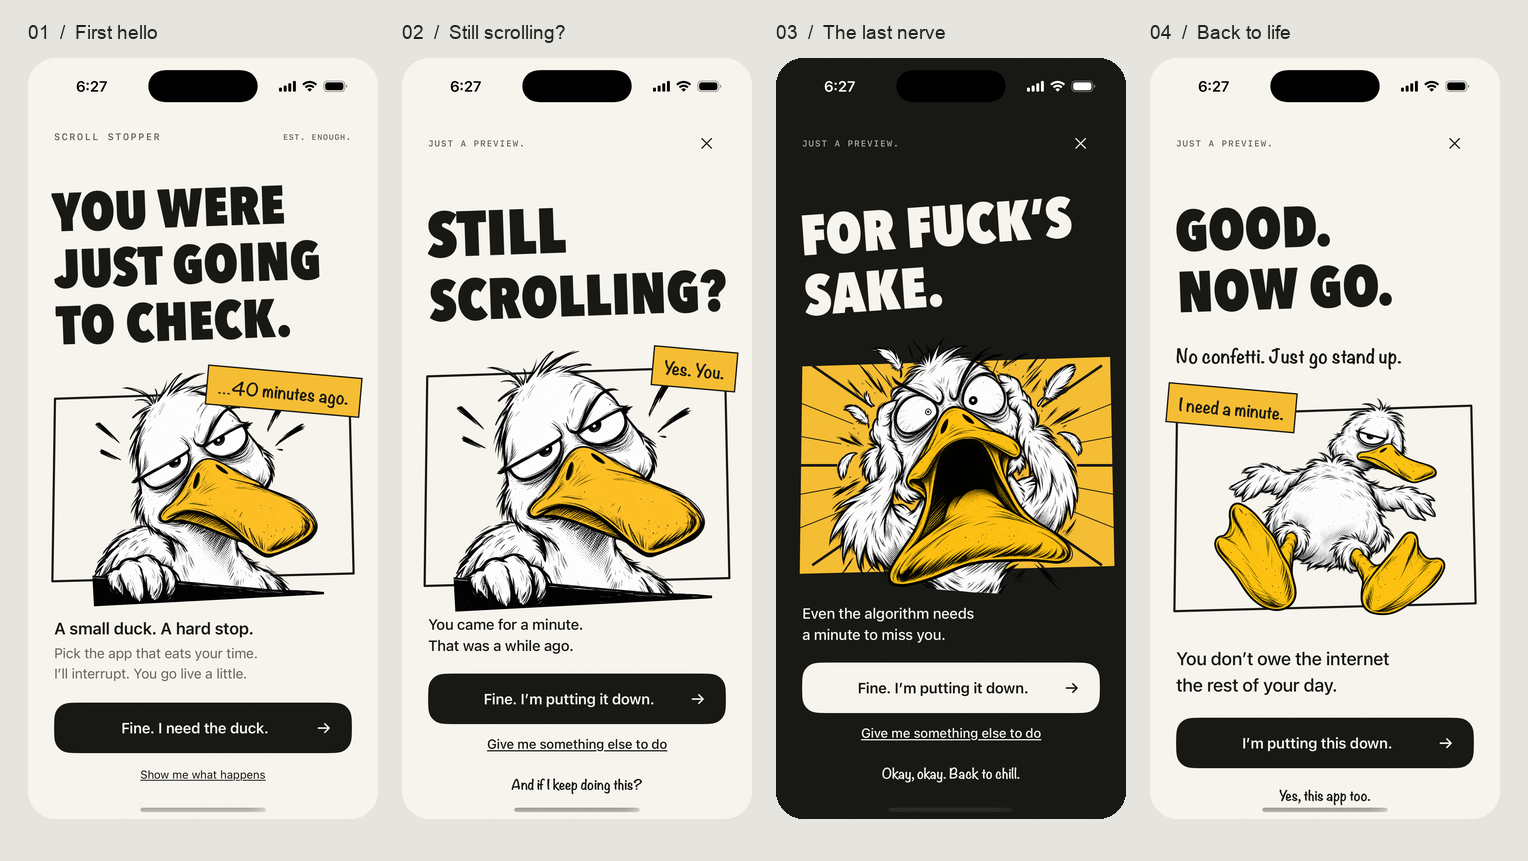 01 / First hello
6:27
SCROLL STOPPER
EST. ENOUGH.
YOU WERE
JUST GOING
TO CHECK.
...40 minutes ago.
A small duck. A hard stop.
Pick the app that eats your time.
I'll interrupt. You go live a little.
Fine. I need the duck. →
Show me what happens
02 / Still scrolling?
6:27
JUST A PREVIEW.
STILL
SCROLLING?
Yes. You.
You came for a minute.
That was a while ago.
Fine. I'm putting it down. →
Give me something else to do
And if I keep doing this?
03 / The last nerve
6:27
JUST A PREVIEW.
FOR FUCK'S
SAKE.
Even the algorithm needs
a minute to miss you.
Fine. I'm putting it down. →
Give me something else to do
Okay, okay. Back to chill.
04 / Back to life
6:27
JUST A PREVIEW.
GOOD.
NOW GO.
No confetti. Just go stand up.
I need a minute.
You don't owe the internet
the rest of your day.
I'm putting this down. →
Yes, this app too.